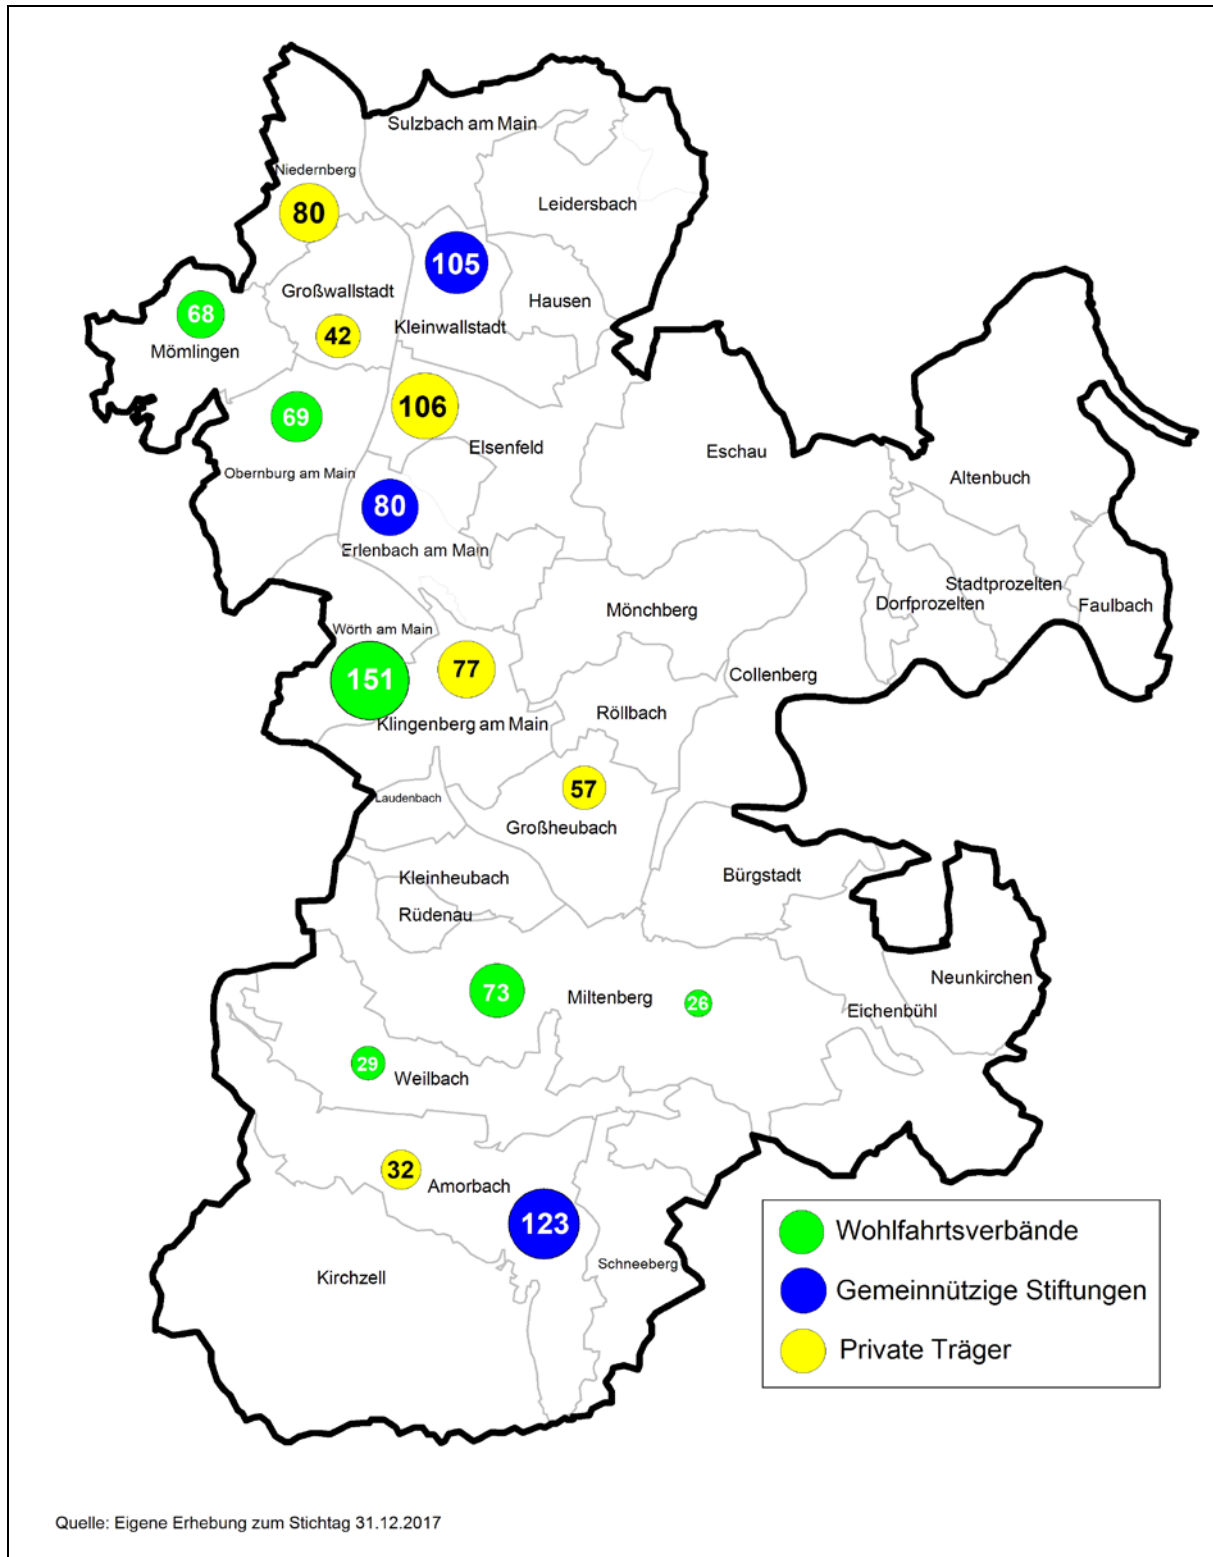 Sulzbach am Main
Niedernberg
Leidersbach
80
105
Großwallstadt
Hausen
68
Kleinwallstadt
42
Mömlingen
106
69
Elsenfeld
Eschau
Obernburg am Main
Altenbuch
80
Erlenbach am Main
Stadtprozelten
Dorfprozelten
Faulbach
Mönchberg
Wörth am Main
77
151
Collenberg
Röllbach
Klingenberg am Main
57
Laudenbach
Großheubach
Kleinheubach
Bürgstadt
Rüdenau
Neunkirchen
73
Miltenberg
26
Eichenbühl
29
Weilbach
32
Amorbach
123
Schneeberg
Kirchzell
Wohlfahrtsverbände
Gemeinnützige Stiftungen
Private Träger
Quelle: Eigene Erhebung zum Stichtag 31.12.2017